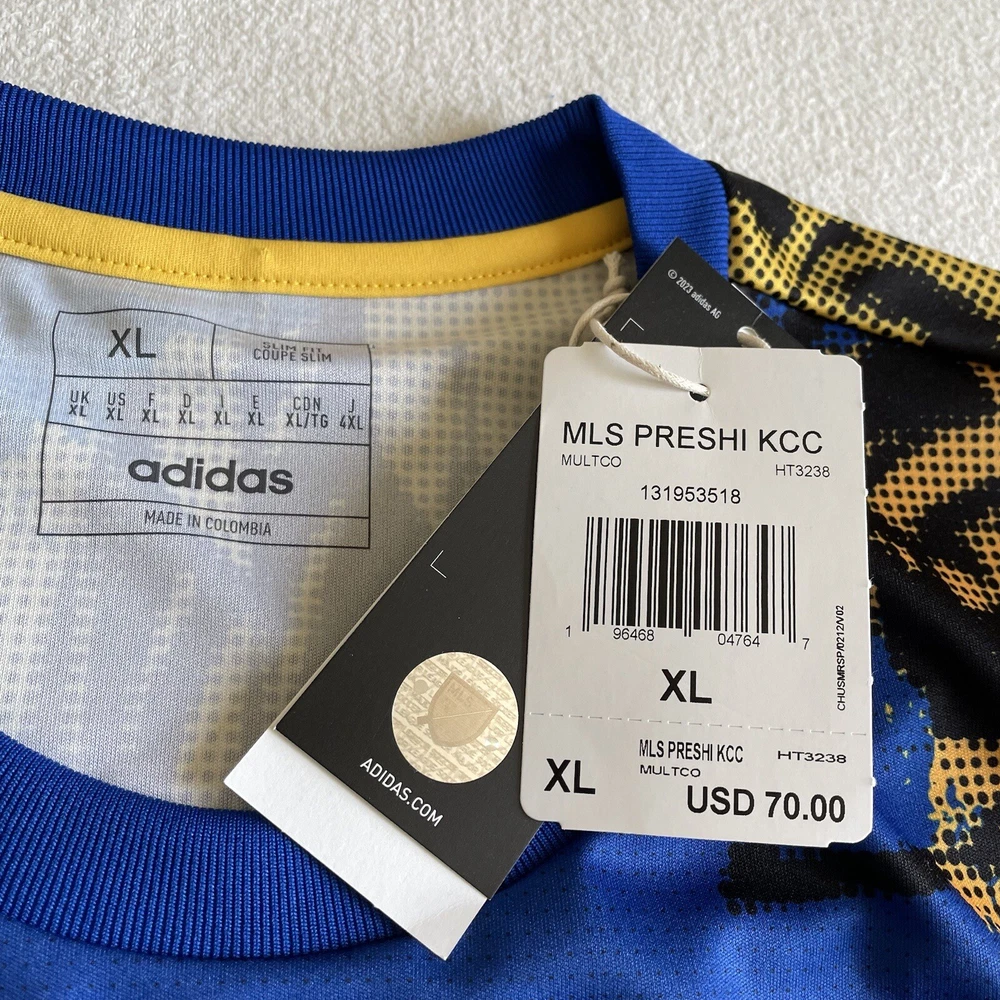 XL
SLIM FIT
COUPE SLIM
UK US F D I E CDN J
XL XL XL XL XL XL XL/TG 4XL
adidas
MADE IN COLOMBIA
© 2023 adidas AG
MLS
ADIDAS.COM
MLS PRESHI KCC
MULTCO HT3238
131953518
1 96468 04764 7
XL
CHUSMRSP/0212/V02
MLS PRESHI KCC HT3238
XL MULTCO
USD 70.00